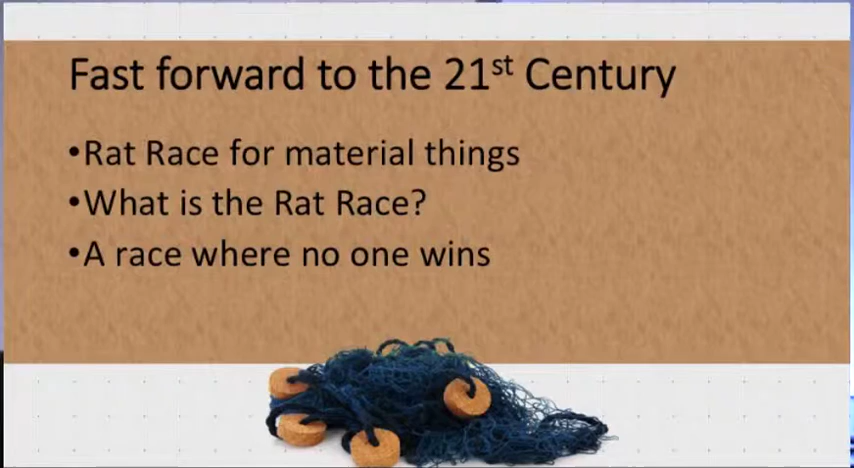 Fast forward to the 21st Century
•Rat Race for material things
•What is the Rat Race?
•A race where no one wins